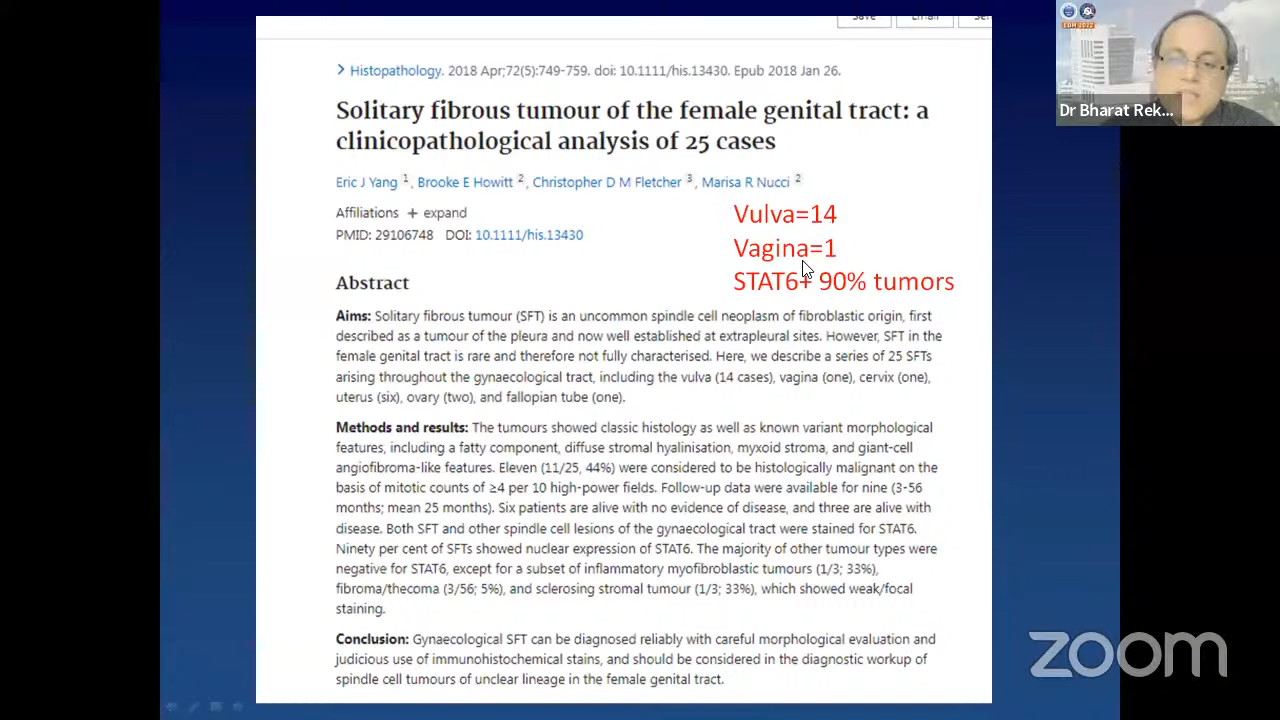 Save Email
Histopathology. 2018 Apr;72(5):749-759. doi: 10.1111/his.13430. Epub 2018 Jan 26.
Solitary fibrous tumour of the female genital tract: a
clinicopathological analysis of 25 cases
Eric J Yang 1, Brooke E Howitt 2, Christopher D M Fletcher 3, Marisa R Nucci 2
Affiliations + expand
PMID: 29106748 DOI: 10.1111/his.13430
Vulva=14
Vagina=1
STAT6+ 90% tumors
Abstract
Aims: Solitary fibrous tumour (SFT) is an uncommon spindle cell neoplasm of fibroblastic origin, first
described as a tumour of the pleura and now well established at extrapleural sites. However, SFT in the
female genital tract is rare and therefore not fully characterised. Here, we describe a series of 25 SFTs
arising throughout the gynaecological tract, including the vulva (14 cases), vagina (one), cervix (one),
uterus (six), ovary (two), and fallopian tube (one).
Methods and results: The tumours showed classic histology as well as known variant morphological
features, including a fatty component, diffuse stromal hyalinisation, myxoid stroma, and giant-cell
angiofibroma-like features. Eleven (11/25, 44%) were considered to be histologically malignant on the
basis of mitotic counts of ≥4 per 10 high-power fields. Follow-up data were available for nine (3-56
months; mean 25 months). Six patients are alive with no evidence of disease, and three are alive with
disease. Both SFT and other spindle cell lesions of the gynaecological tract were stained for STAT6.
Ninety per cent of SFTs showed nuclear expression of STAT6. The majority of other tumour types were
negative for STAT6, except for a subset of inflammatory myofibroblastic tumours (1/3; 33%),
fibroma/thecoma (3/56; 5%), and sclerosing stromal tumour (1/3; 33%), which showed weak/focal
staining.
Conclusion: Gynaecological SFT can be diagnosed reliably with careful morphological evaluation and
judicious use of immunohistochemical stains, and should be considered in the diagnostic workup of
spindle cell tumours of unclear lineage in the female genital tract.
Dr Bharat Rek...
zoom